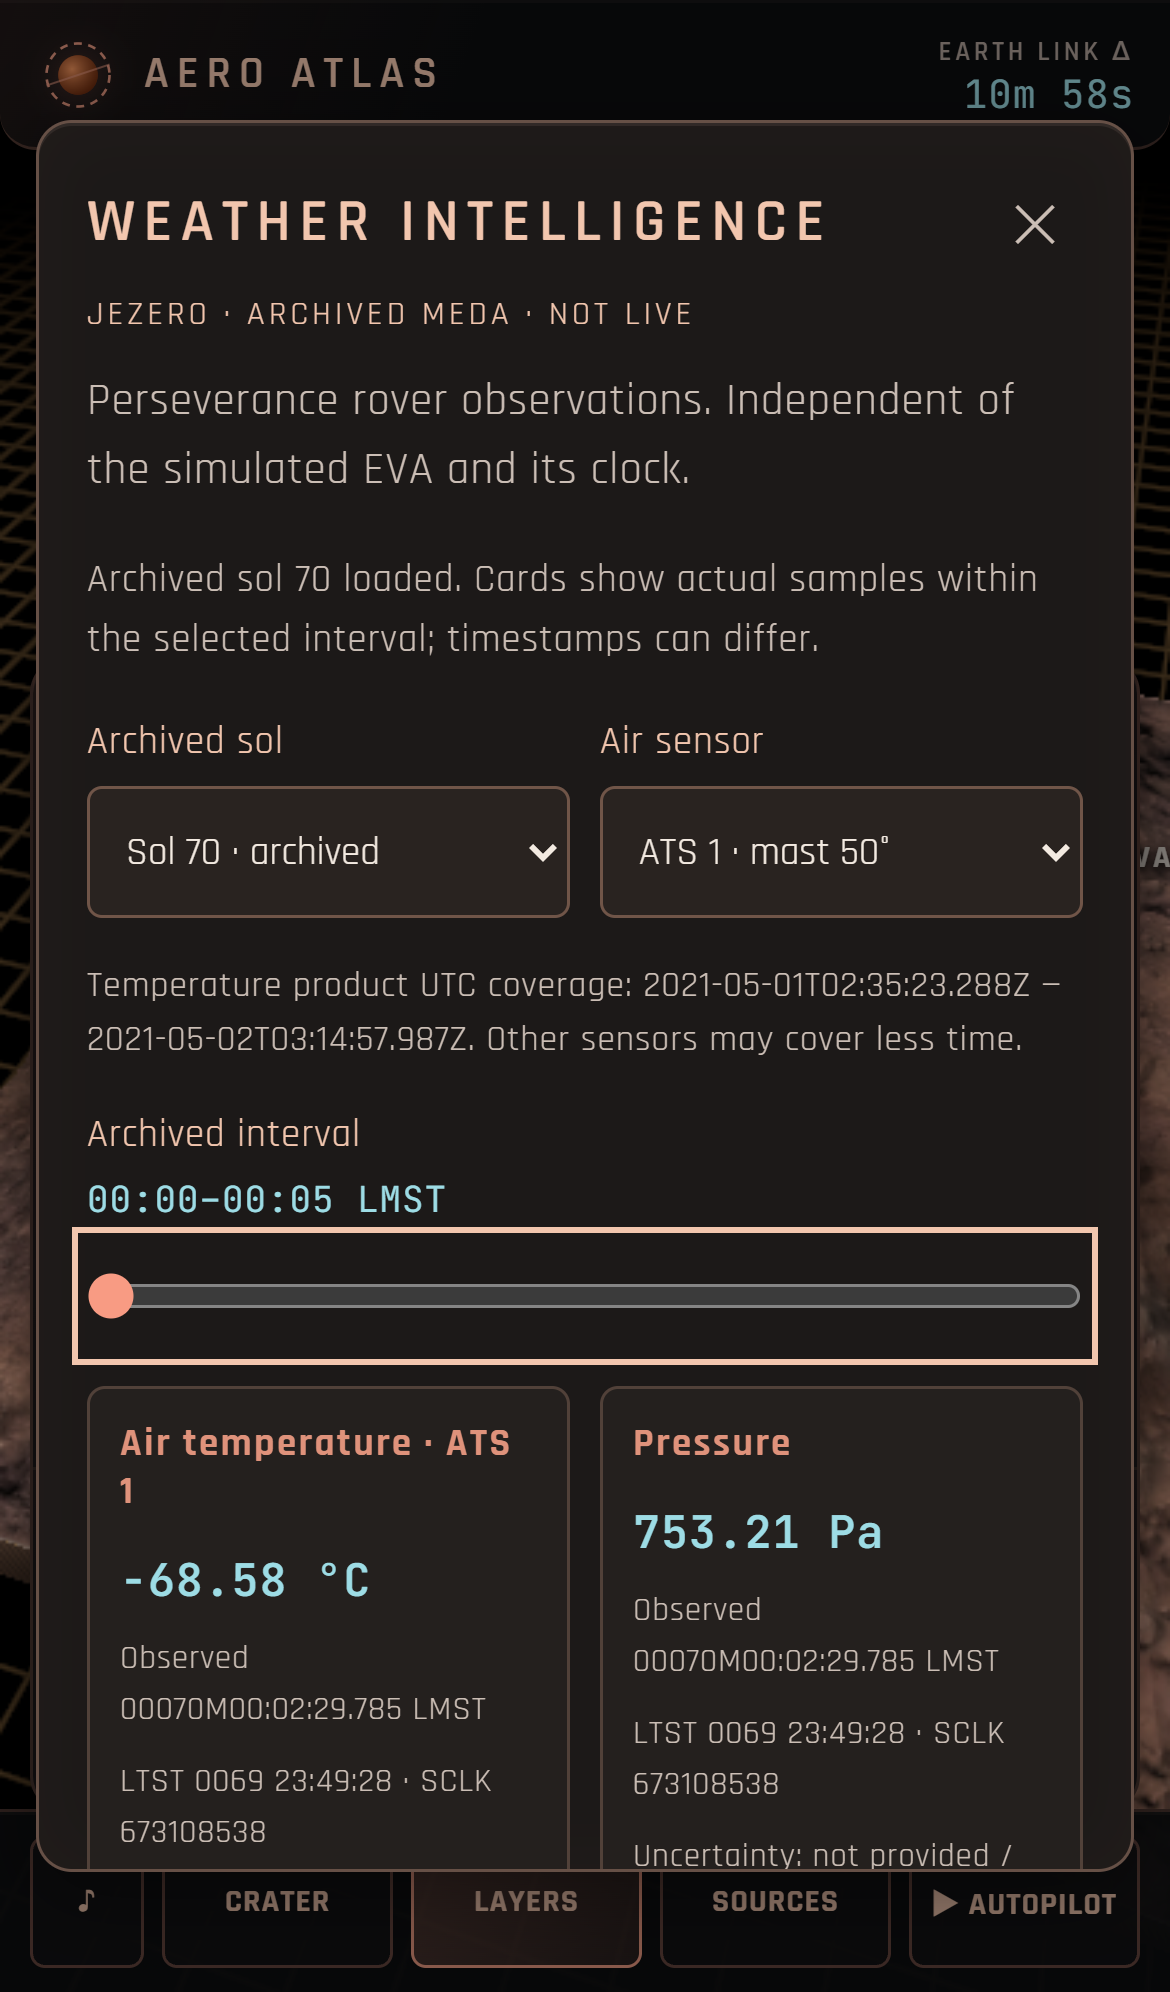 AERO ATLAS
EARTH LINK Δ
10m 58s
WEATHER INTELLIGENCE
JEZERO · ARCHIVED MEDA · NOT LIVE
Perseverance rover observations. Independent of
the simulated EVA and its clock.
Archived sol 70 loaded. Cards show actual samples within
the selected interval; timestamps can differ.
Archived sol
Air sensor
Sol 70 · archived
ATS 1 · mast 50°
Temperature product UTC coverage: 2021-05-01T02:35:23.288Z –
2021-05-02T03:14:57.987Z. Other sensors may cover less time.
Archived interval
00:00–00:05 LMST
Air temperature · ATS
1
-68.58 °C
Observed
00070M00:02:29.785 LMST
LTST 0069 23:49:28 · SCLK
673108538
Pressure
753.21 Pa
Observed
00070M00:02:29.785 LMST
LTST 0069 23:49:28 · SCLK
673108538
Uncertainty: not provided /
♪
CRATER
LAYERS
SOURCES
▶ AUTOPILOT